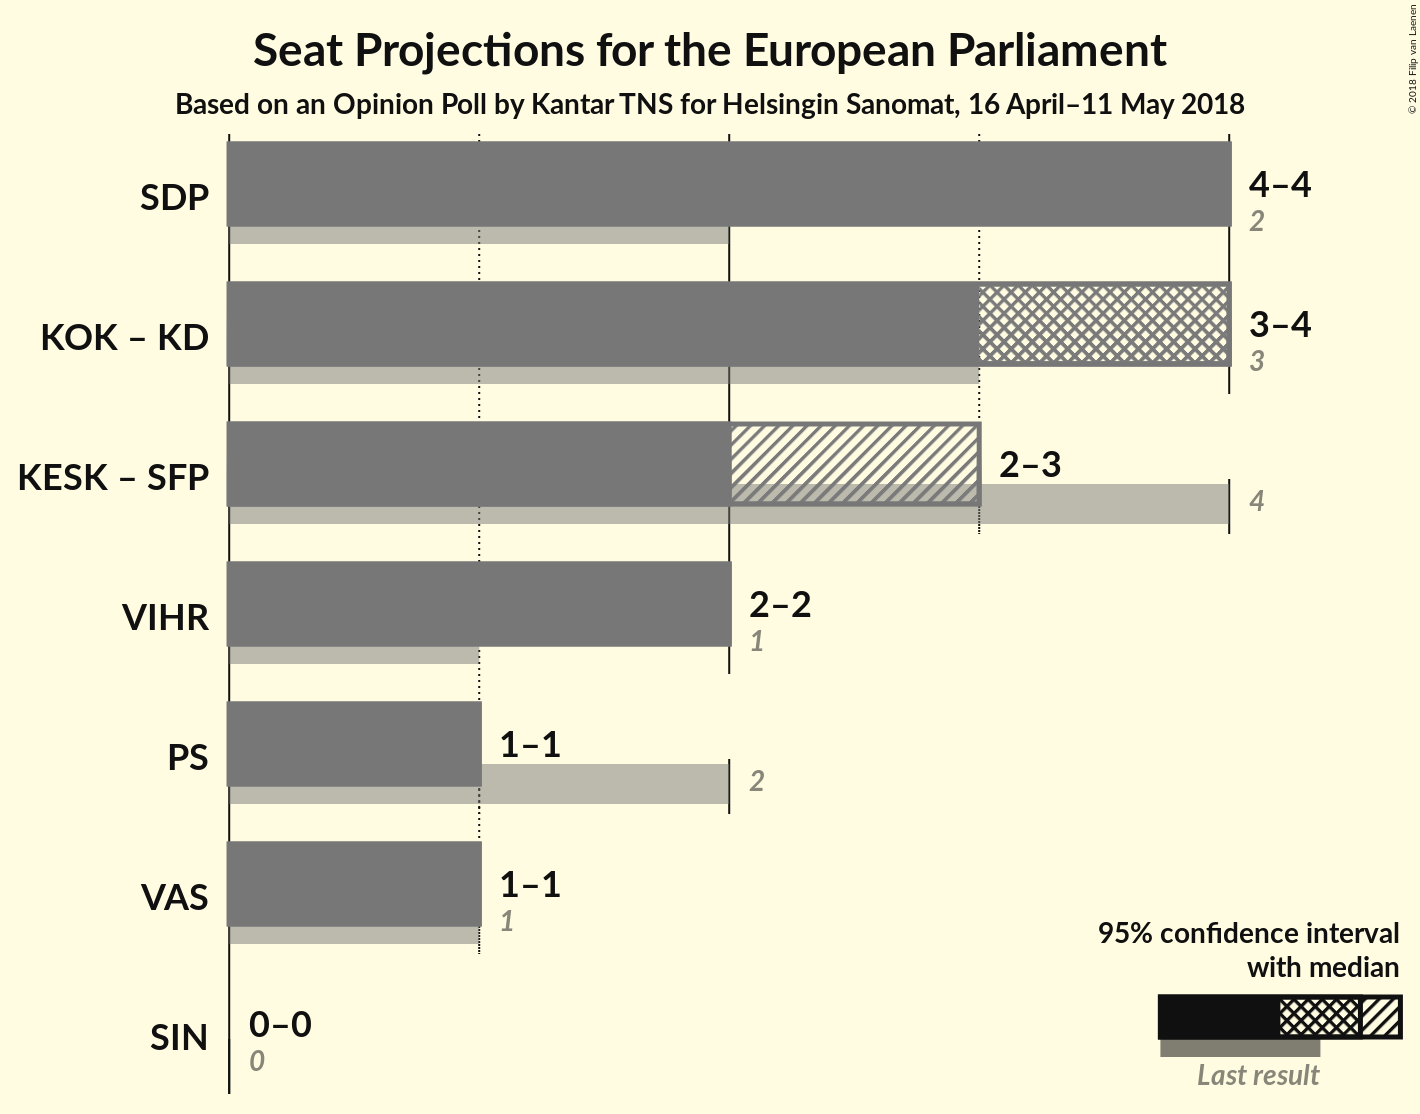 Seat Projections for the European Parliament
Based on an Opinion Poll by Kantar TNS for Helsingin Sanomat, 16 April–11 May 2018
© 2018 Filip van Laenen
SDP
4–4
2
KOK – KD
3–4
3
KESK – SFP
2–3
4
VIHR
2–2
1
PS
1–1
2
VAS
1–1
1
SIN
0–0
0
95% confidence interval
with median
Last result